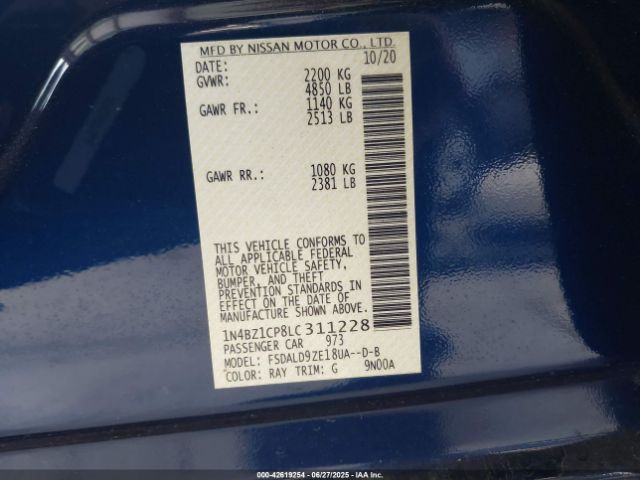 MFD BY NISSAN MOTOR CO., LTD.
DATE: 10/20
GVWR: 2200 KG
4850 LB
GAWR FR.: 1140 KG
2513 LB
GAWR RR.: 1080 KG
2381 LB
THIS VEHICLE CONFORMS TO
ALL APPLICABLE FEDERAL
MOTOR VEHICLE SAFETY,
BUMPER, AND THEFT
PREVENTION STANDARDS IN
EFFECT ON THE DATE OF
MANUFACTURE SHOWN ABOVE.
1N4BZ1CP8LC311228
PASSENGER CAR 973
MODEL: FSDALD9ZE18UA--D-B
COLOR: RAY TRIM: G 9N00A
000-42619254 | 06/27/2025 - IAAI, Inc.